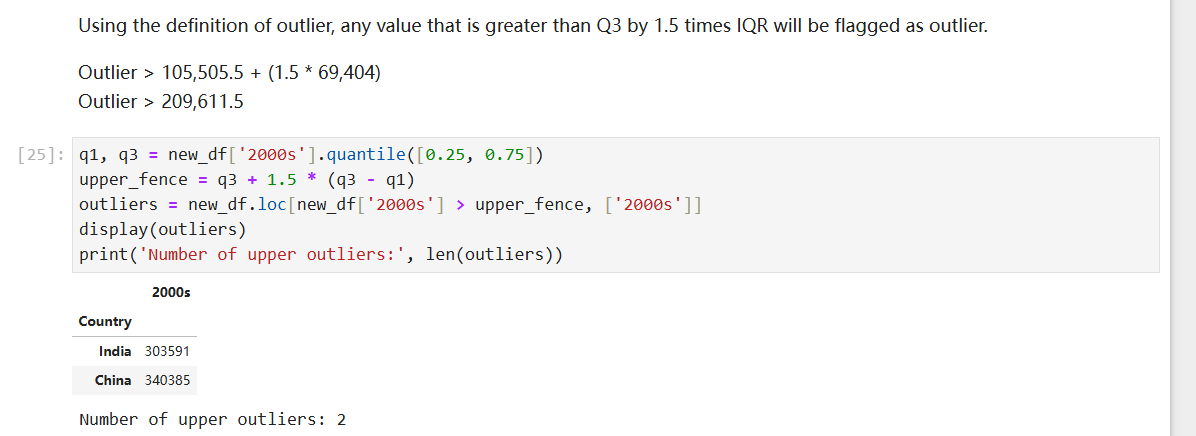 Using the definition of outlier, any value that is greater than Q3 by 1.5 times IQR will be flagged as outlier.
Outlier > 105,505.5 + (1.5 * 69,404)
Outlier > 209,611.5
[25]: q1, q3 = new_df['2000s'].quantile([0.25, 0.75])
upper_fence = q3 + 1.5 * (q3 - q1)
outliers = new_df.loc[new_df['2000s'] > upper_fence, ['2000s']]
display(outliers)
print('Number of upper outliers:', len(outliers))
2000s
Country
India 303591
China 340385
Number of upper outliers: 2